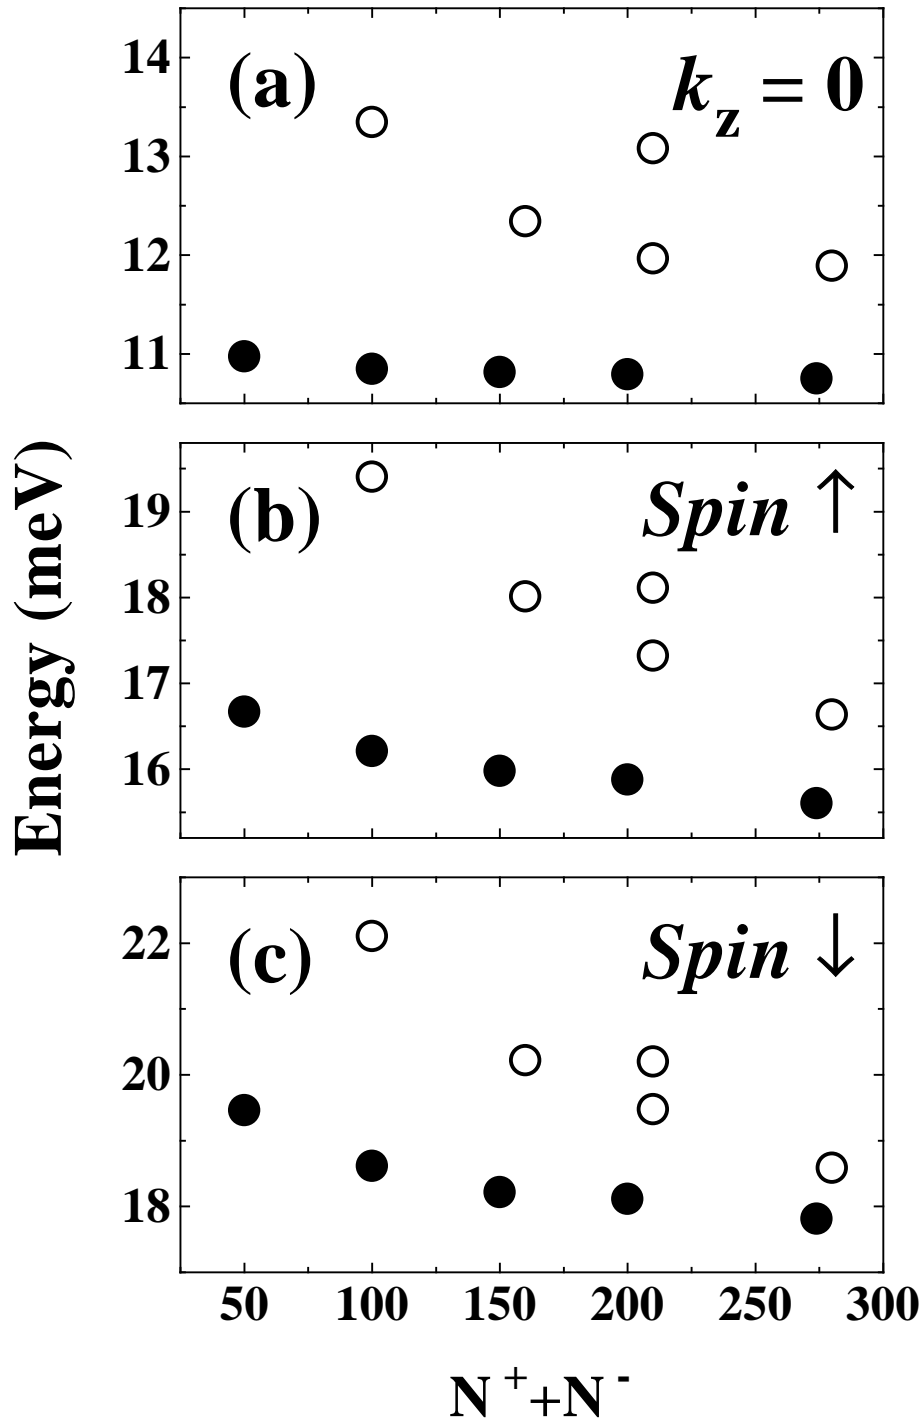 (a)
k_z = 0
14
13
12
11
(b)
Spin ↑
19
18
17
16
(c)
Spin ↓
22
20
18
Energy (meV)
50 100 150 200 250 300
N⁺+N⁻